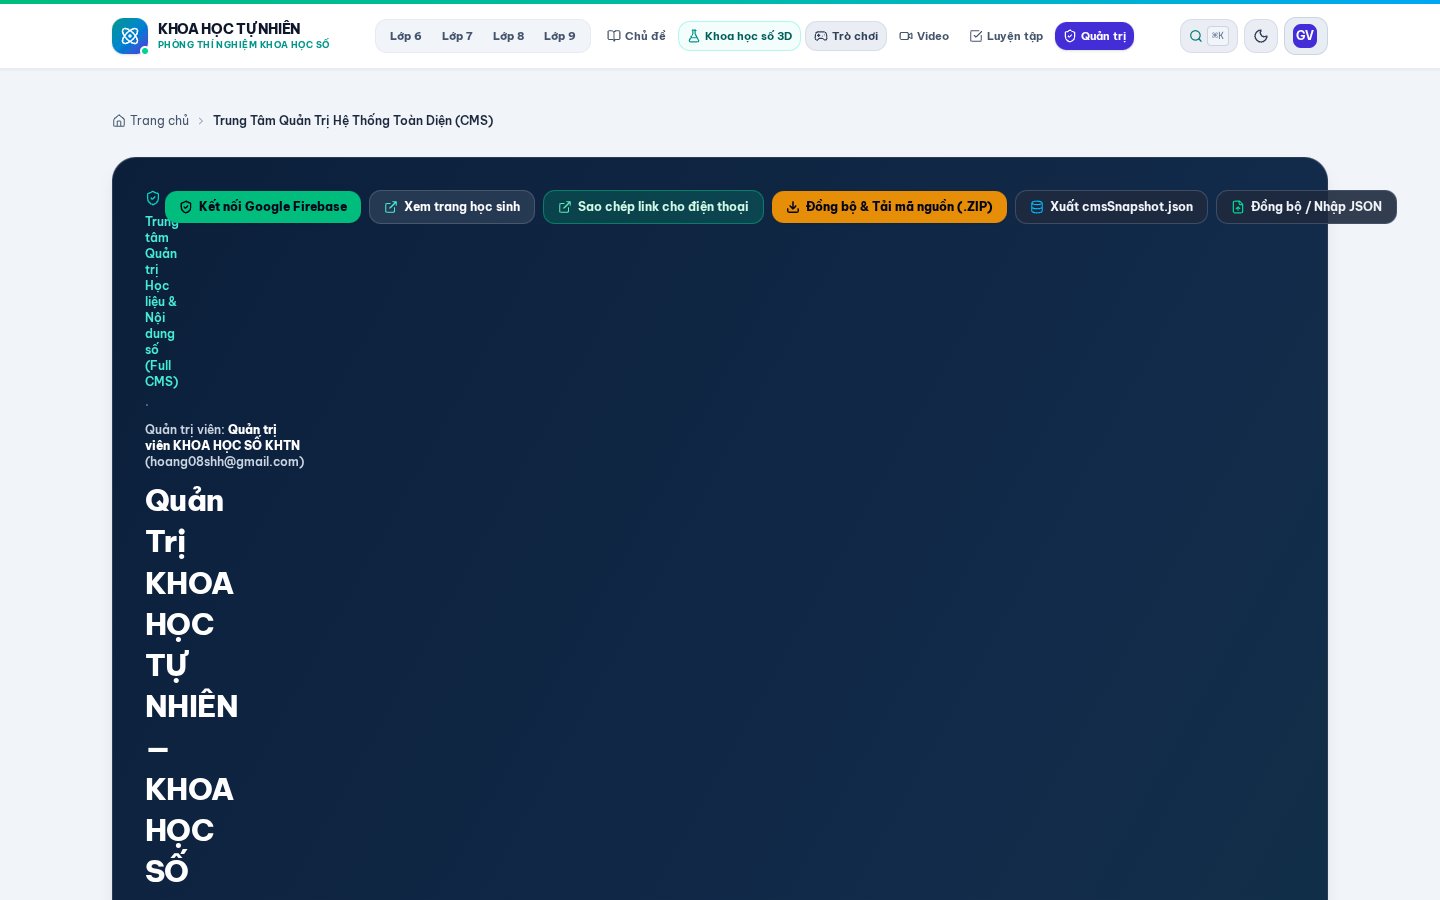 KHOA HỌC TỰ NHIÊN
PHÒNG THÍ NGHIỆM KHOA HỌC SỐ
Lớp 6
Lớp 7
Lớp 8
Lớp 9
Chủ đề
Khoa học số 3D
Trò chơi
Video
Luyện tập
Quản trị
⌘K
GV
Trang chủ
Trung Tâm Quản Trị Hệ Thống Toàn Diện (CMS)
Kết nối Google Firebase
Xem trang học sinh
Sao chép link cho điện thoại
Đồng bộ & Tải mã nguồn (.ZIP)
Xuất cmsSnapshot.json
Đồng bộ / Nhập JSON
Trung
tâm
Quản
trị
Học
liệu &
Nội
dung
số
(Full
CMS)
·
Quản trị viên: Quản trị
viên KHOA HỌC SỐ KHTN
(hoang08shh@gmail.com)
Quản
Trị
KHOA
HỌC
TỰ
NHIÊN
—
KHOA
HỌC
SỐ